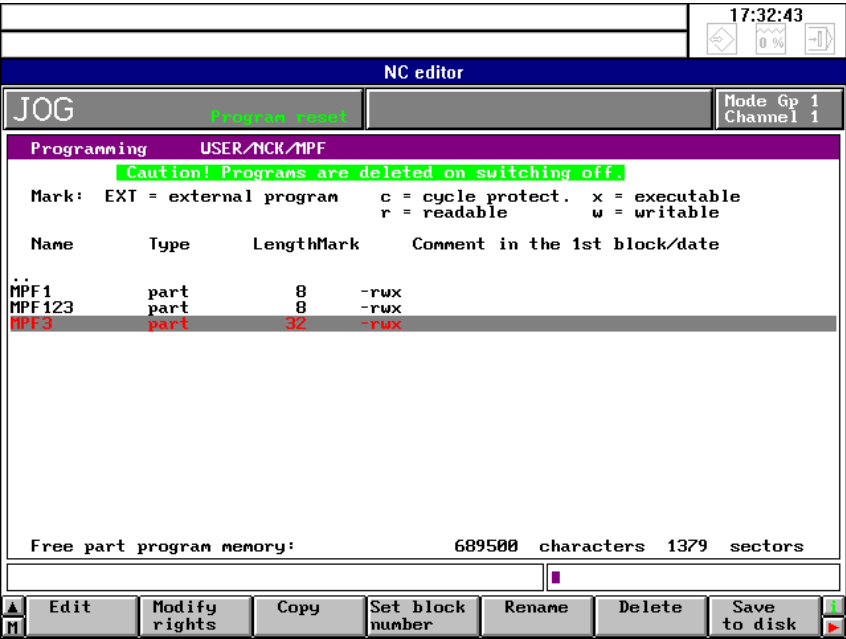 17:32:43
0 %
NC editor
JOG
Program reset
Mode Gp 1
Channel 1
Programming USER/NCK/MPF
Caution! Programs are deleted on switching off.
Mark: EXT = external program c = cycle protect. x = executable
r = readable w = writable
Name Type LengthMark Comment in the 1st block/date
..
MPF1 part 8 -rwx
MPF123 part 8 -rwx
MPF3 part 32 -rwx
Free part program memory: 689500 characters 1379 sectors
Edit
Modify
rights
Copy
Set block
number
Rename
Delete
Save
to disk
M
i